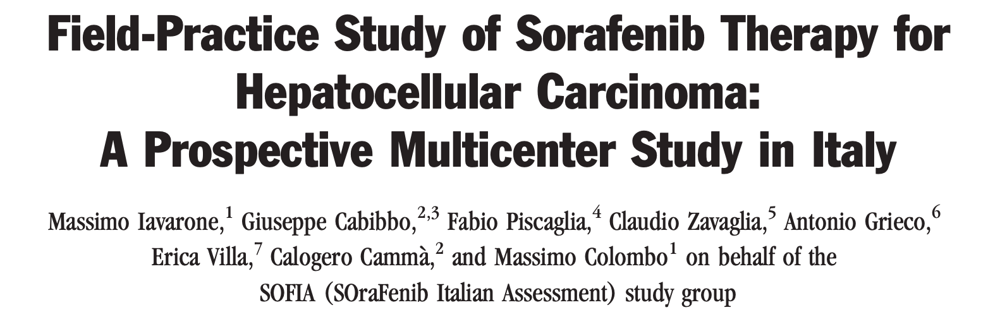 Field-Practice Study of Sorafenib Therapy for
Hepatocellular Carcinoma:
A Prospective Multicenter Study in Italy
Massimo Iavarone,1 Giuseppe Cabibbo,2,3 Fabio Piscaglia,4 Claudio Zavaglia,5 Antonio Grieco,6
Erica Villa,7 Calogero Cammà,2 and Massimo Colombo1 on behalf of the
SOFIA (SOraFenib Italian Assessment) study group